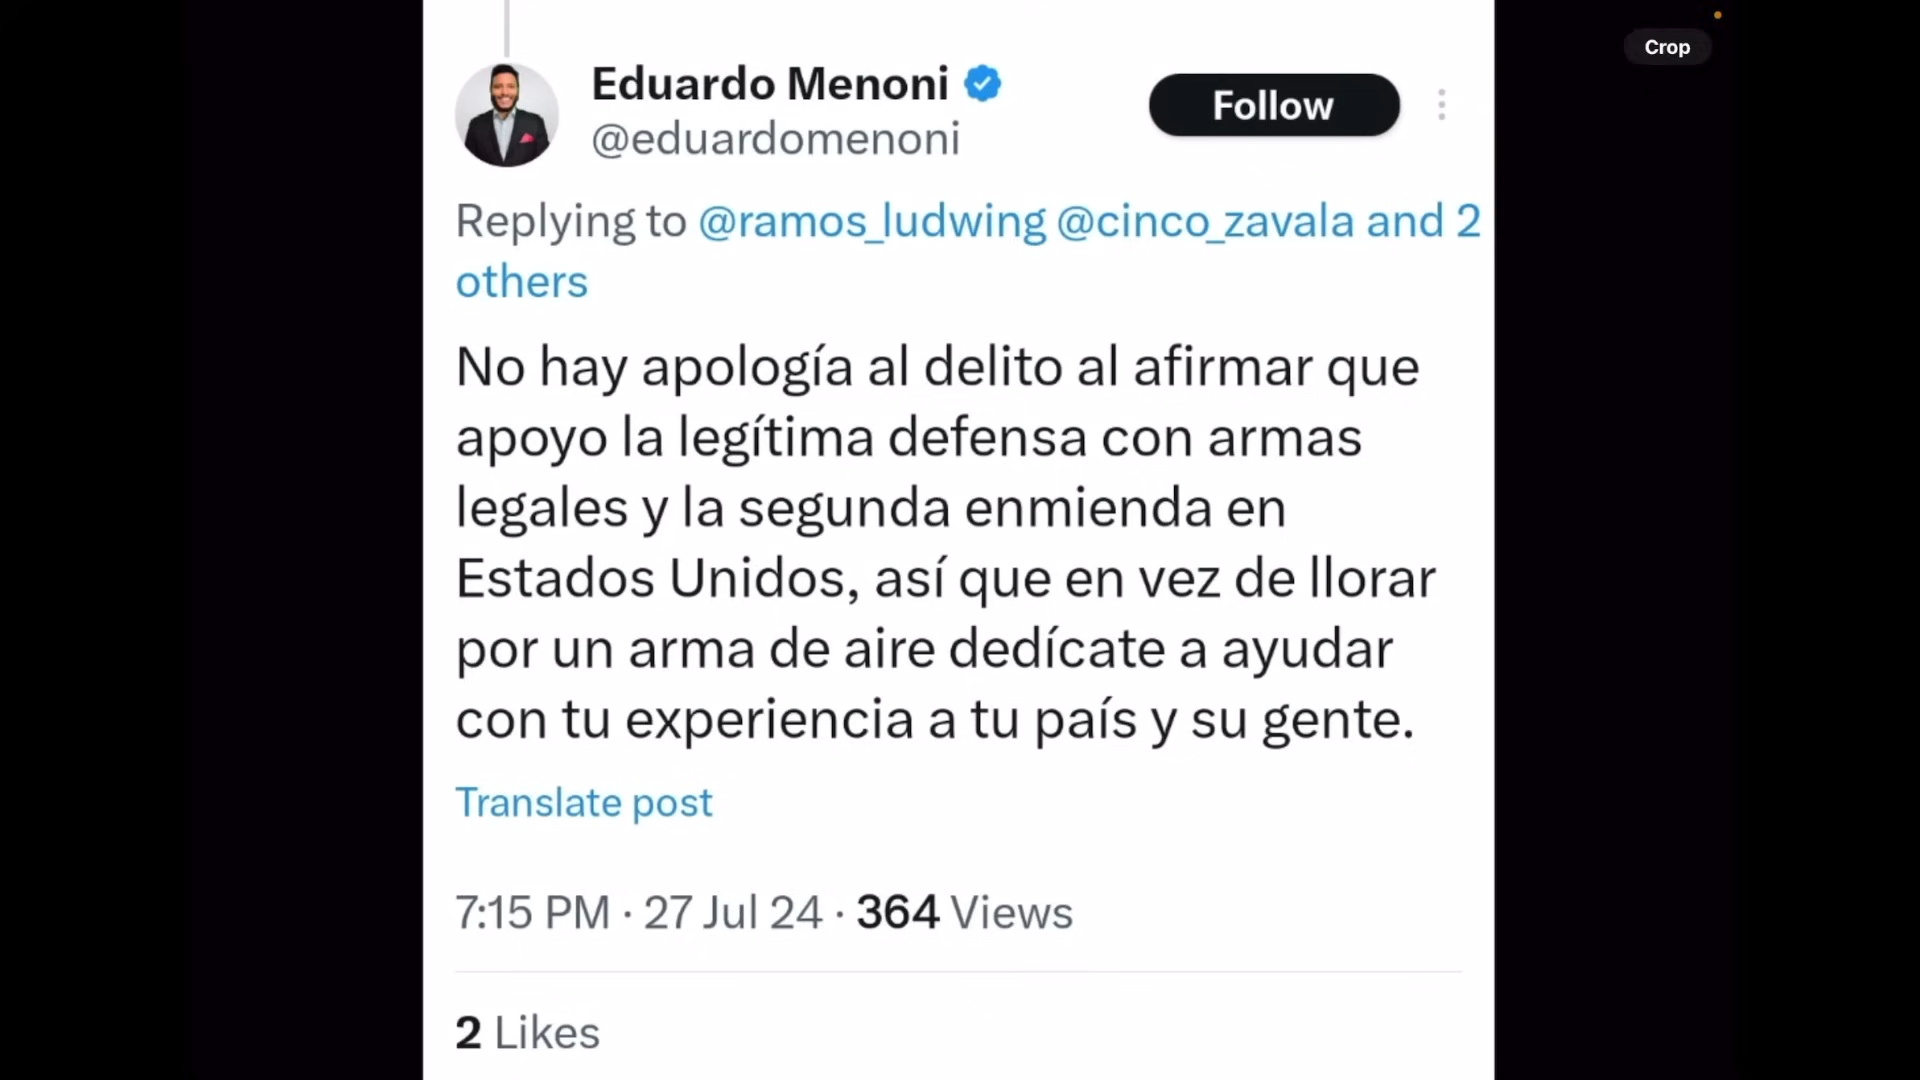 Crop
Eduardo Menoni
Follow
@eduardomenoni
Replying to @ramos_ludwing @cinco_zavala and 2
others
No hay apología al delito al afirmar que
apoyo la legítima defensa con armas
legales y la segunda enmienda en
Estados Unidos, así que en vez de llorar
por un arma de aire dedícate a ayudar
con tu experiencia a tu país y su gente.
Translate post
7:15 PM · 27 Jul 24 · 364 Views
2 Likes